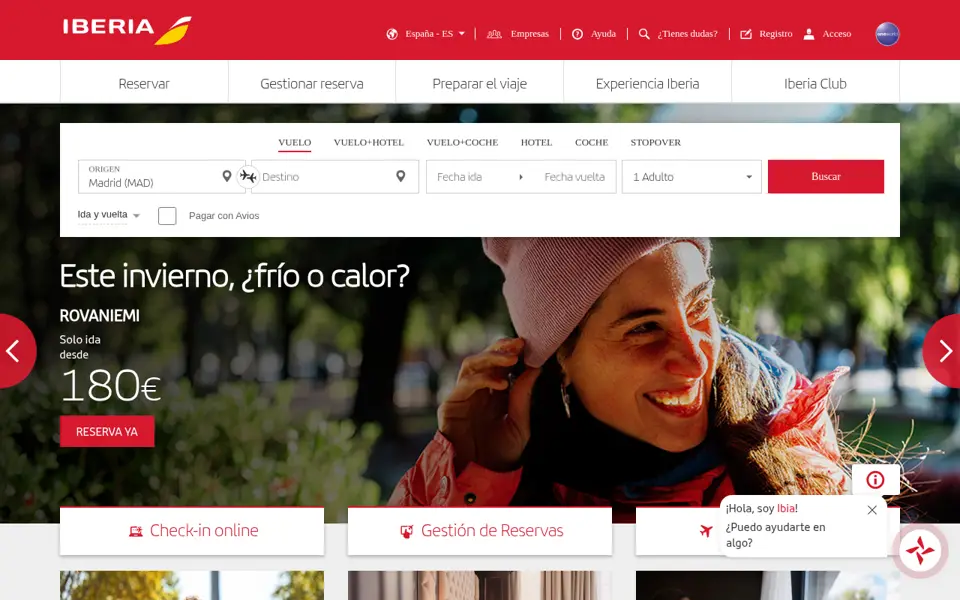 IBERIA
España - ES
Empresas
Ayuda
¿Tienes dudas?
Registro
Acceso
Reservar
Gestionar reserva
Preparar el viaje
Experiencia Iberia
Iberia Club
VUELO
VUELO+HOTEL
VUELO+COCHE
HOTEL
COCHE
STOPOVER
ORIGEN
Madrid (MAD)
Destino
Fecha ida
Fecha vuelta
1 Adulto
Buscar
Ida y vuelta
Pagar con Avios
Este invierno, ¿frío o calor?
ROVANIEMI
Solo ida
desde
180€
RESERVA YA
¡Hola, soy Ibia!
¿Puedo ayudarte en
algo?
Check-in online
Gestión de Reservas